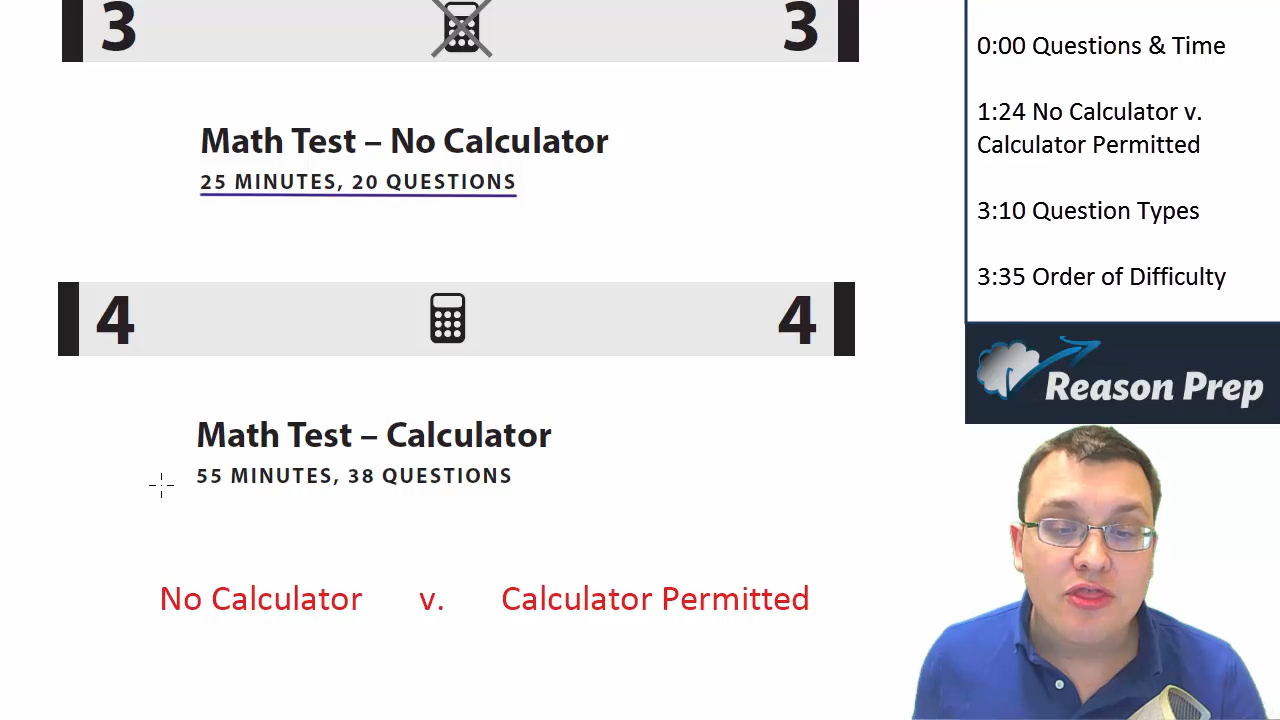 3 3
Math Test – No Calculator
25 MINUTES, 20 QUESTIONS
4 4
Math Test – Calculator
55 MINUTES, 38 QUESTIONS
No Calculator v. Calculator Permitted
0:00 Questions & Time
1:24 No Calculator v.
Calculator Permitted
3:10 Question Types
3:35 Order of Difficulty
Reason Prep